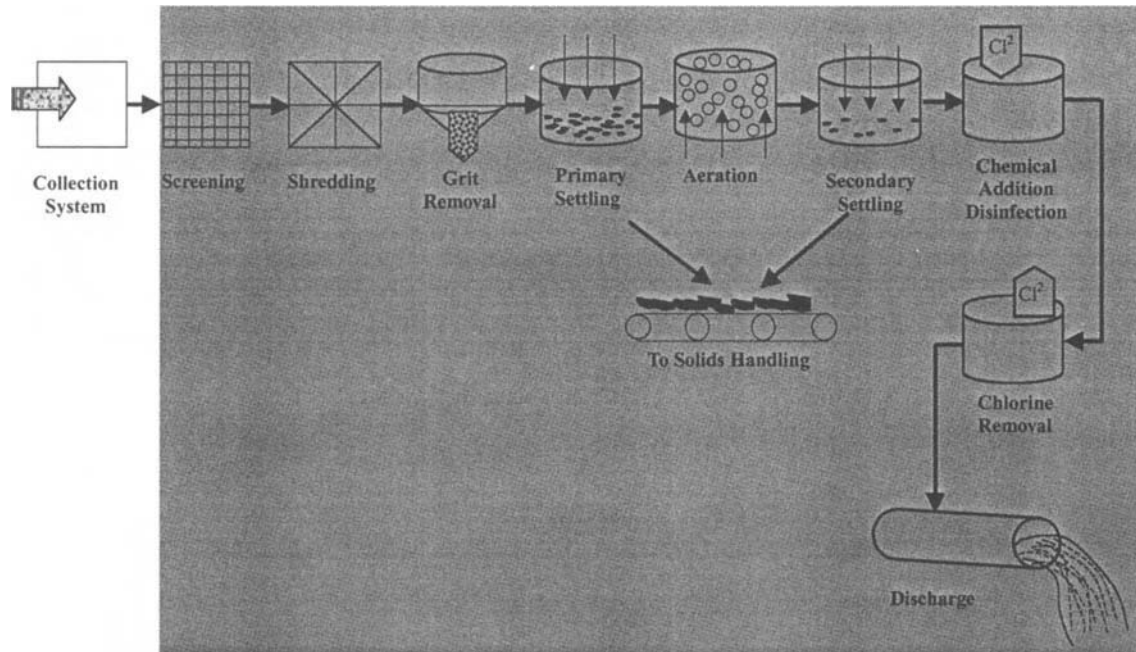 Cl²
Collection
System
Screening
Shredding
Grit
Removal
Primary
Settling
Aeration
Secondary
Settling
Chemical
Addition
Disinfection
To Solids Handling
Cl²
Chlorine
Removal
Discharge